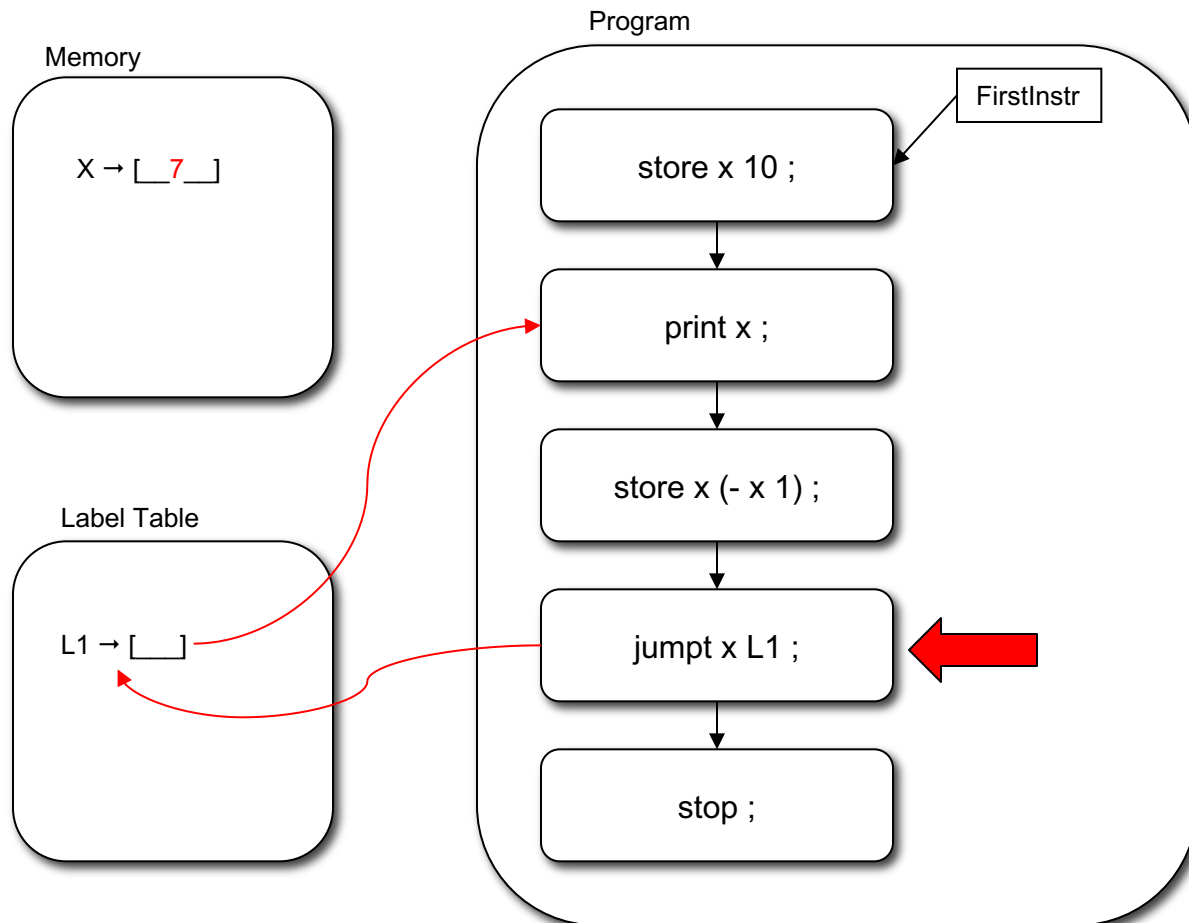 Program
Memory
FirstInstr
X → [__7__]
store x 10 ;
print x ;
store x (- x 1) ;
Label Table
L1 → [___]
jumpt x L1 ;
stop ;